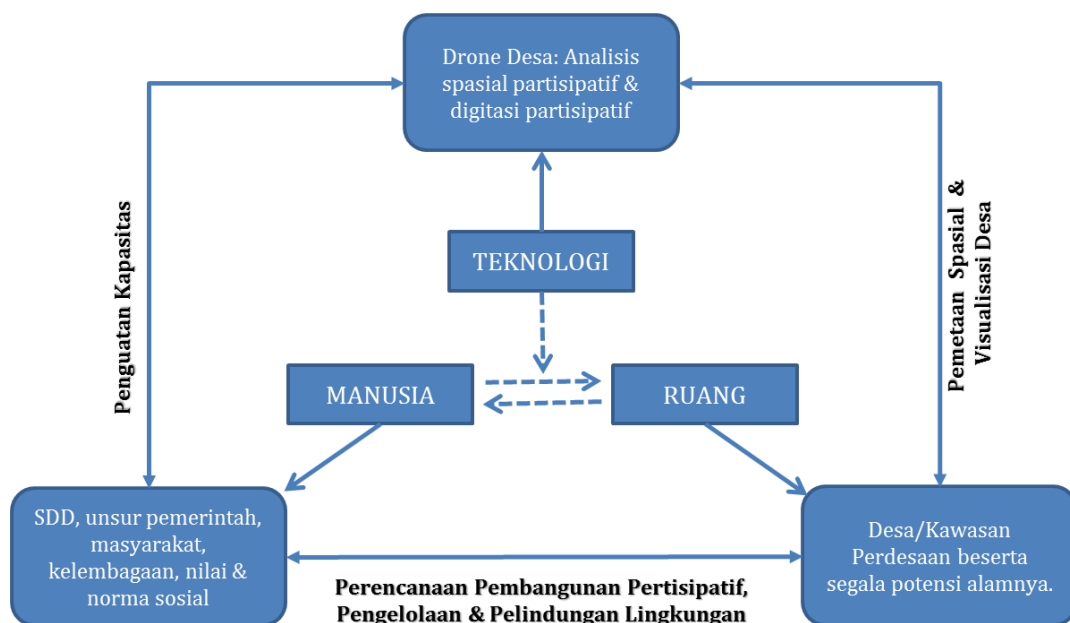 Drone Desa: Analisis
spasial partisipatif &
digitasi partisipatif
Penguatan Kapasitas
Pemetaan Spasial &
Visualisasi Desa
TEKNOLOGI
MANUSIA
RUANG
SDD, unsur pemerintah,
masyarakat,
kelembagaan, nilai &
norma sosial
Desa/Kawasan
Perdesaan beserta
segala potensi alamnya.
Perencanaan Pembangunan Pertisipatif,
Pengelolaan & Pelindungan Lingkungan